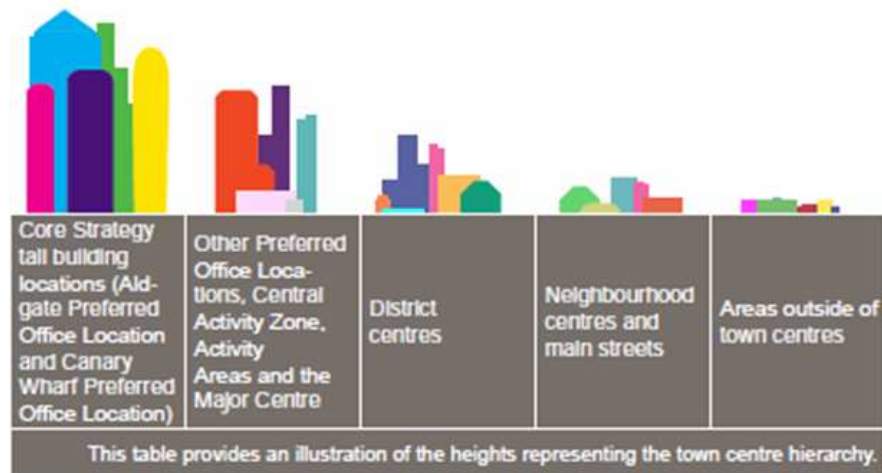 Core Strategy
tall building
locations (Ald-
gate Preferred
Office Location
and Canary
Wharf Preferred
Office Location)
Other Preferred
Office Loca-
tions, Central
Activity Zone,
Activity
Areas and the
Major Centre
District
centres
Neighbourhood
centres and
main streets
Areas outside of
town centres
This table provides an illustration of the heights representing the town centre hierarchy.